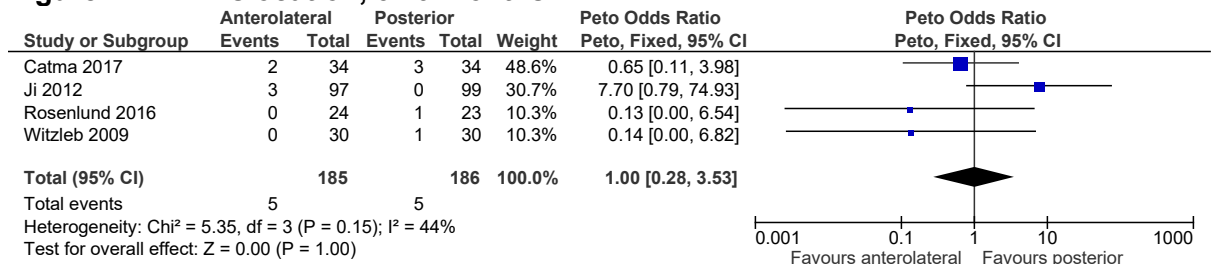 Anterolateral Posterior Peto Odds Ratio Peto Odds Ratio
Study or Subgroup Events Total Events Total Weight Peto, Fixed, 95% CI Peto, Fixed, 95% CI
Catma 2017 2 34 3 34 48.6% 0.65 [0.11, 3.98]
Ji 2012 3 97 0 99 30.7% 7.70 [0.79, 74.93]
Rosenlund 2016 0 24 1 23 10.3% 0.13 [0.00, 6.54]
Witzleb 2009 0 30 1 30 10.3% 0.14 [0.00, 6.82]
Total (95% CI) 185 186 100.0% 1.00 [0.28, 3.53]
Total events 5 5
Heterogeneity: Chi² = 5.35, df = 3 (P = 0.15); I² = 44%
Test for overall effect: Z = 0.00 (P = 1.00)
0.001 0.1 1 10 1000
Favours anterolateral Favours posterior